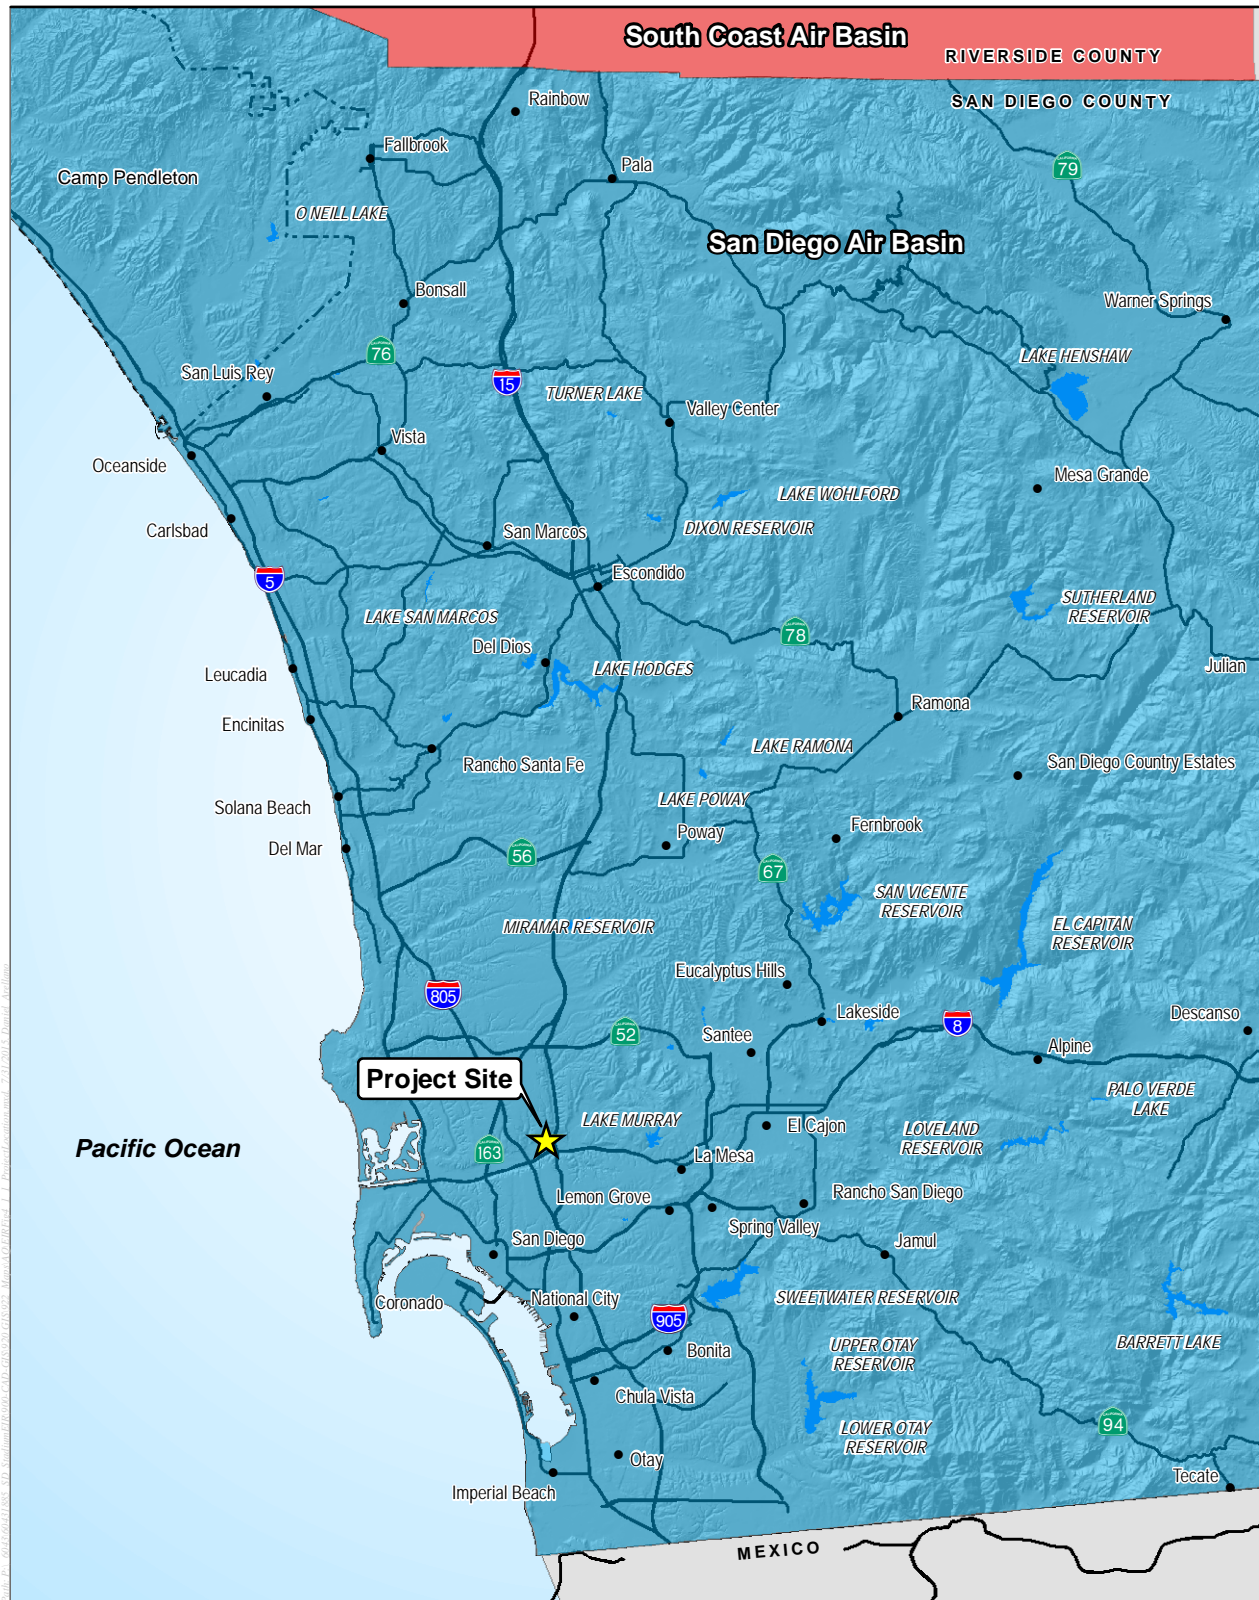 South Coast Air Basin
RIVERSIDE COUNTY
SAN DIEGO COUNTY
Rainbow
Fallbrook
Pala
Camp Pendleton
79
O NEILL LAKE
San Diego Air Basin
Bonsall
Warner Springs
76
LAKE HENSHAW
San Luis Rey
15
TURNER LAKE
Valley Center
Vista
Oceanside
Mesa Grande
LAKE WOHLFORD
Carlsbad
DIXON RESERVOIR
San Marcos
Escondido
5
SUTHERLAND
RESERVOIR
LAKE SAN MARCOS
78
Del Dios
LAKE HODGES
Julian
Leucadia
Ramona
Encinitas
LAKE RAMONA
Rancho Santa Fe
San Diego Country Estates
LAKE POWAY
Solana Beach
Poway
Fernbrook
Del Mar
56
67
SAN VICENTE
RESERVOIR
MIRAMAR RESERVOIR
EL CAPITAN
RESERVOIR
Eucalyptus Hills
805
Lakeside
Descanso
52
8
Santee
Alpine
Project Site
PALO VERDE
LAKE
LAKE MURRAY
El Cajon
LOVELAND
RESERVOIR
Pacific Ocean
163
La Mesa
Lemon Grove
Rancho San Diego
Spring Valley
San Diego
Jamul
Coronado
National City
SWEETWATER RESERVOIR
905
BARRETT LAKE
UPPER OTAY
RESERVOIR
Bonita
Chula Vista
LOWER OTAY
RESERVOIR
94
Otay
Tecate
Imperial Beach
MEXICO